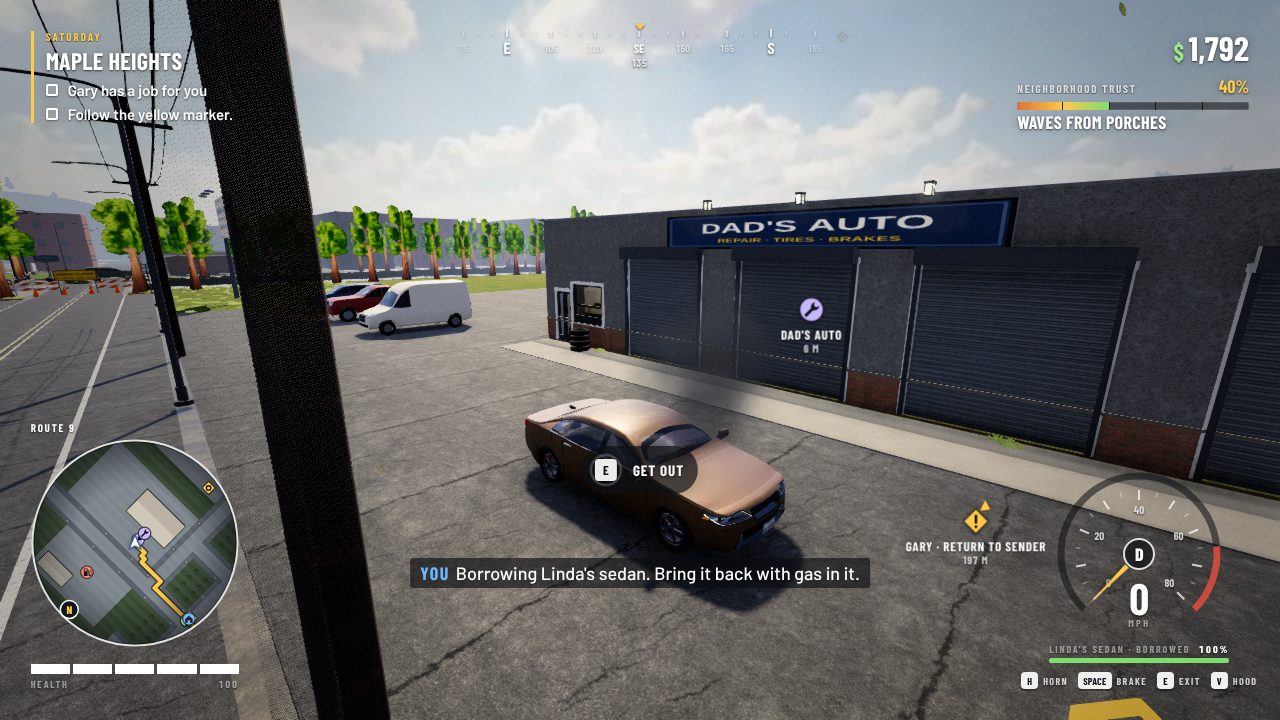 SATURDAY
MAPLE HEIGHTS
Gary has a job for you
Follow the yellow marker.
75 E 105 120 SE 150 165 S 195
135
$1,792
NEIGHBORHOOD TRUST 40%
WAVES FROM PORCHES
DAD'S AUTO
REPAIR · TIRES · BRAKES
DAD'S AUTO
6 M
E GET OUT
ROUTE 9
N
GARY · RETURN TO SENDER
197 M
YOU Borrowing Linda's sedan. Bring it back with gas in it.
0 20 40 60 80
D
0
MPH
LINDA'S SEDAN · BORROWED 100%
H HORN SPACE BRAKE E EXIT V HOOD
HEALTH 100